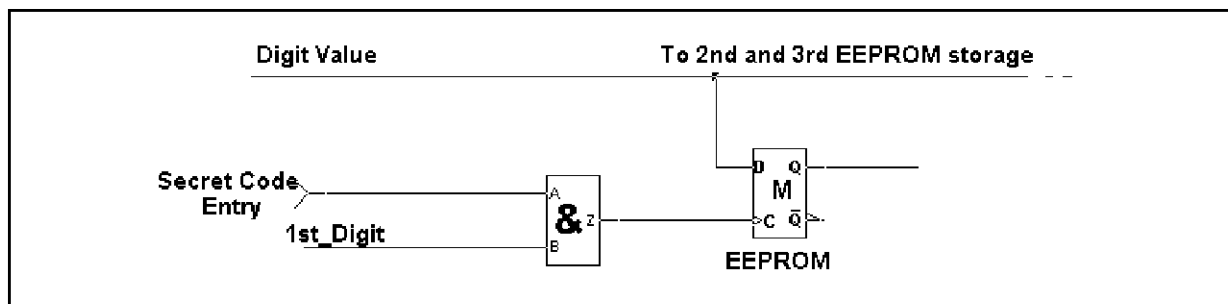 Digit Value
To 2nd and 3rd EEPROM storage
Secret Code
Entry
1st_Digit
A
B
&
Z
D Q
M
C Q̅
EEPROM